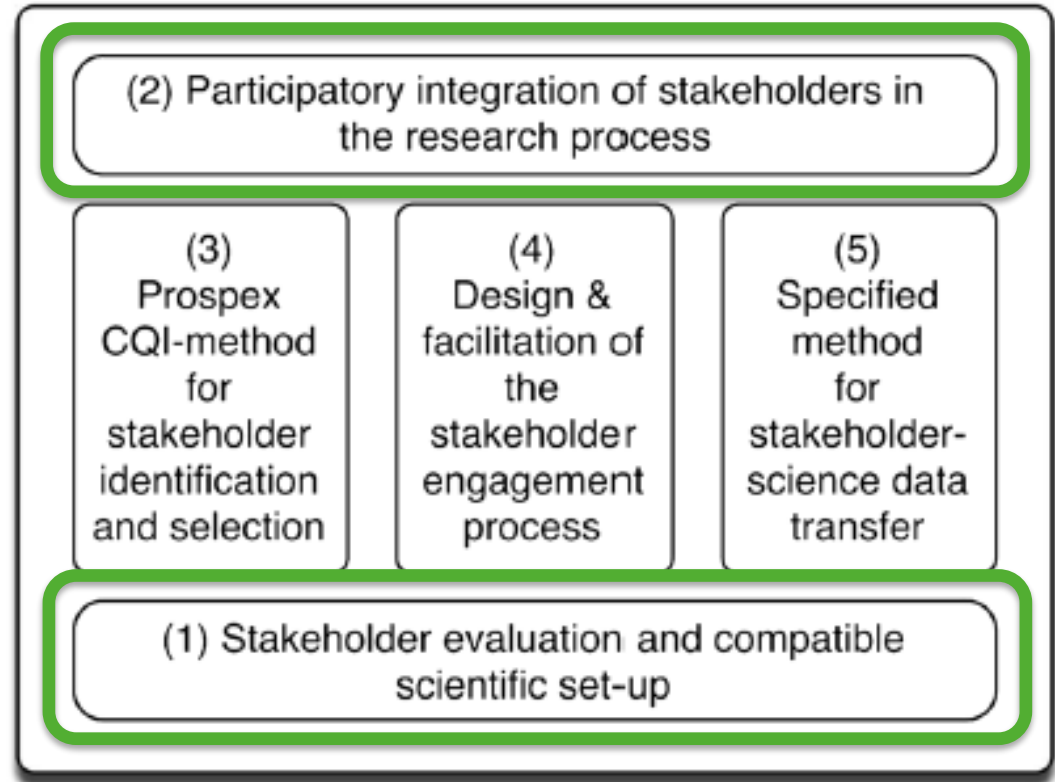 (2) Participatory integration of stakeholders in
the research process
(3)
Prospex
CQI-method
for
stakeholder
identification
and selection
(4)
Design &
facilitation of
the
stakeholder
engagement
process
(5)
Specified
method
for
stakeholder-
science data
transfer
(1) Stakeholder evaluation and compatible
scientific set-up